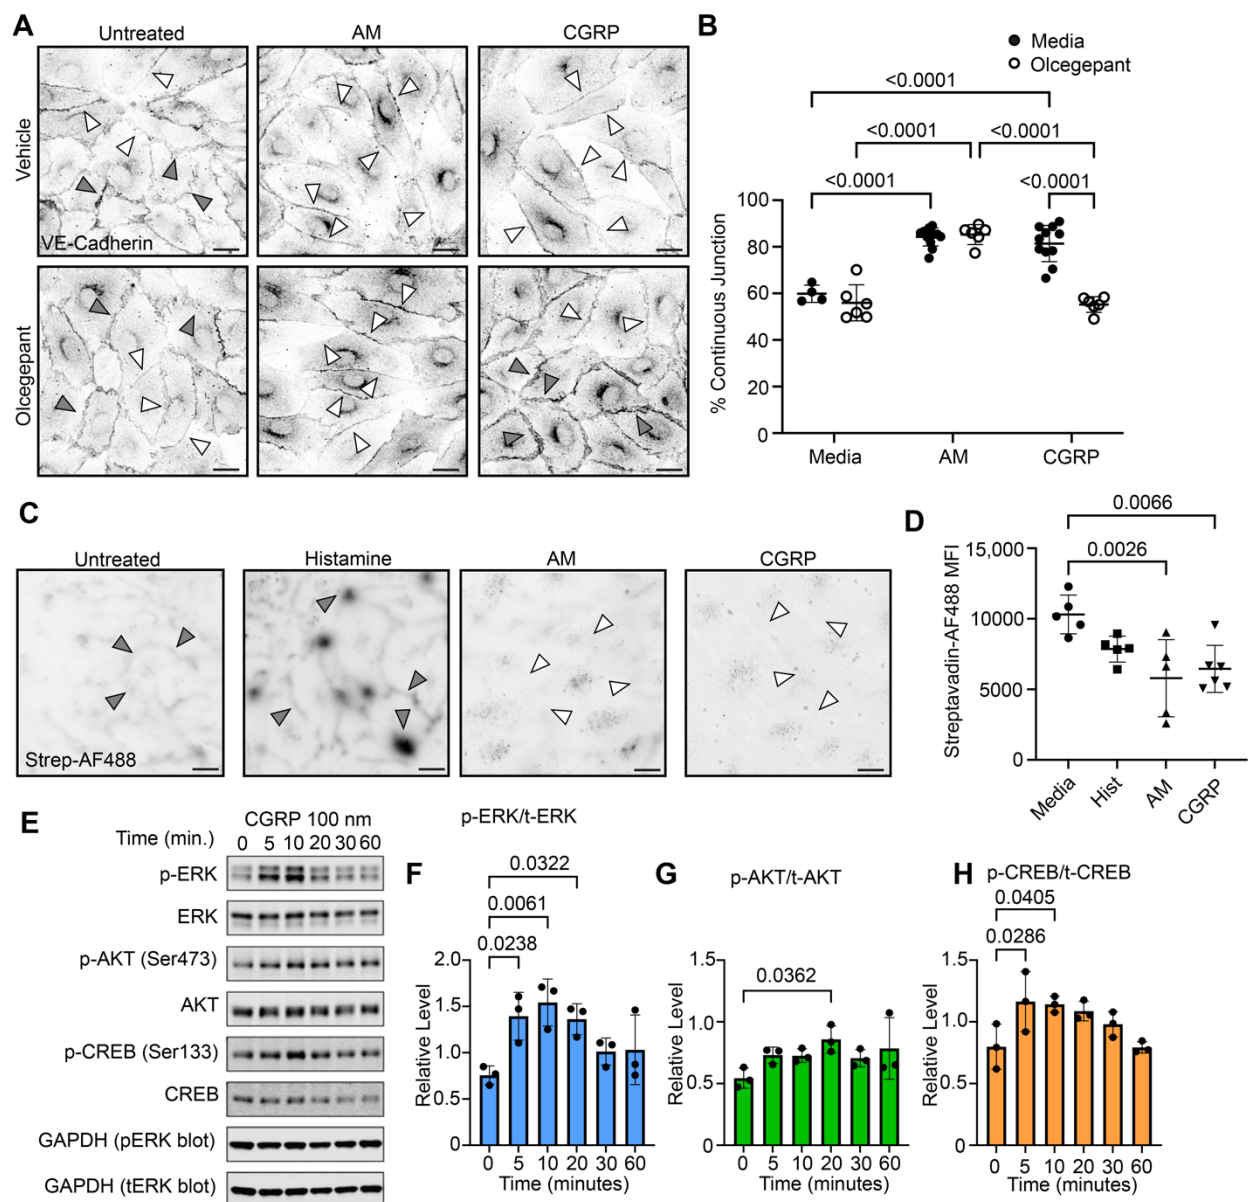 A
Untreated
AM
CGRP
Vehicle
VE-Cadherin
Olcegepant
B
Media
Olcegepant
<0.0001
<0.0001
<0.0001
<0.0001
<0.0001
% Continuous Junction
100
80
60
40
20
0
Media
AM
CGRP
C
Untreated
Histamine
AM
CGRP
Strep-AF488
D
0.0066
0.0026
Streptavadin-AF488 MFI
15,000
10000
5000
0
Media
Hist
AM
CGRP
E
CGRP 100 nm
Time (min.) 0 5 10 20 30 60
p-ERK
ERK
p-AKT (Ser473)
AKT
p-CREB (Ser133)
CREB
GAPDH (pERK blot)
GAPDH (tERK blot)
F
p-ERK/t-ERK
0.0322
0.0061
0.0238
Relative Level
2.0
1.5
1.0
0.5
0
0 5 10 20 30 60
Time (minutes)
G
p-AKT/t-AKT
0.0362
Relative Level
1.5
1.0
0.5
0
0 5 10 20 30 60
Time (minutes)
H
p-CREB/t-CREB
0.0405
0.0286
Relative Level
1.5
1.0
0.5
0
0 5 10 20 30 60
Time (minutes)